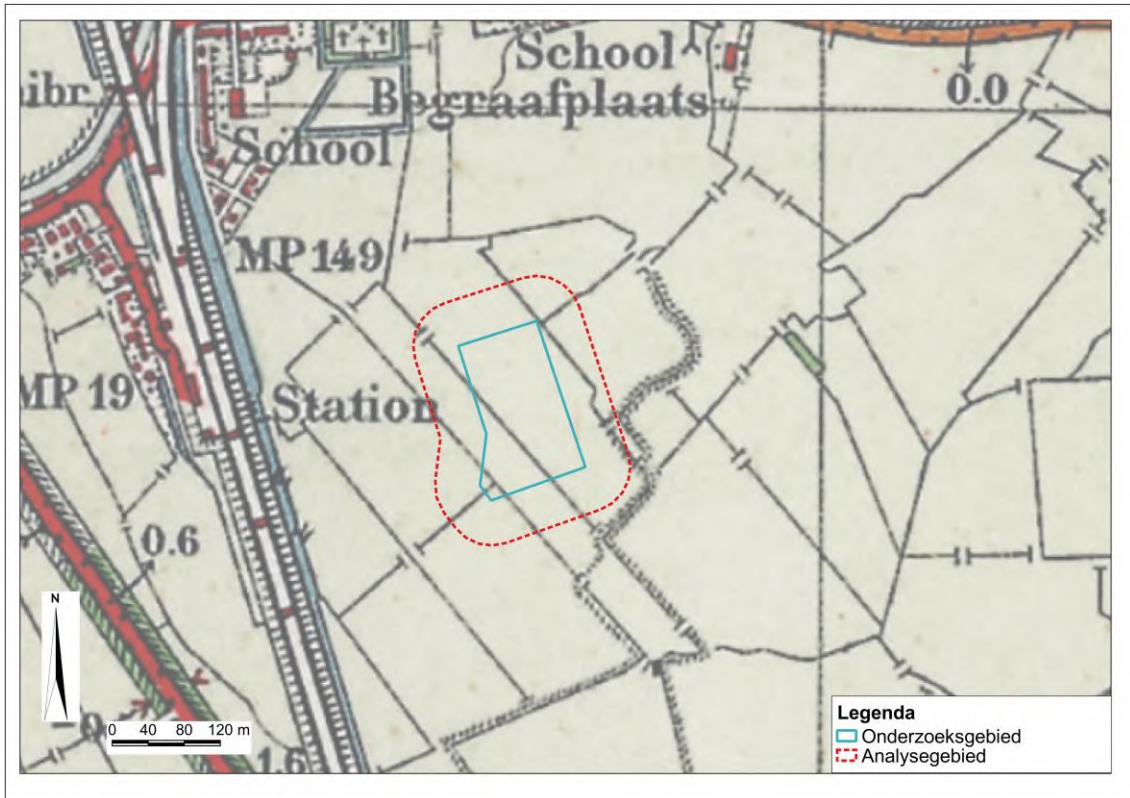 School
0.0
Begraafplaats
School
MP 149
MP 19
Station
0.6
N
0 40 80 120 m
1.6
Legenda
Onderzoeksgebied
Analysegebied